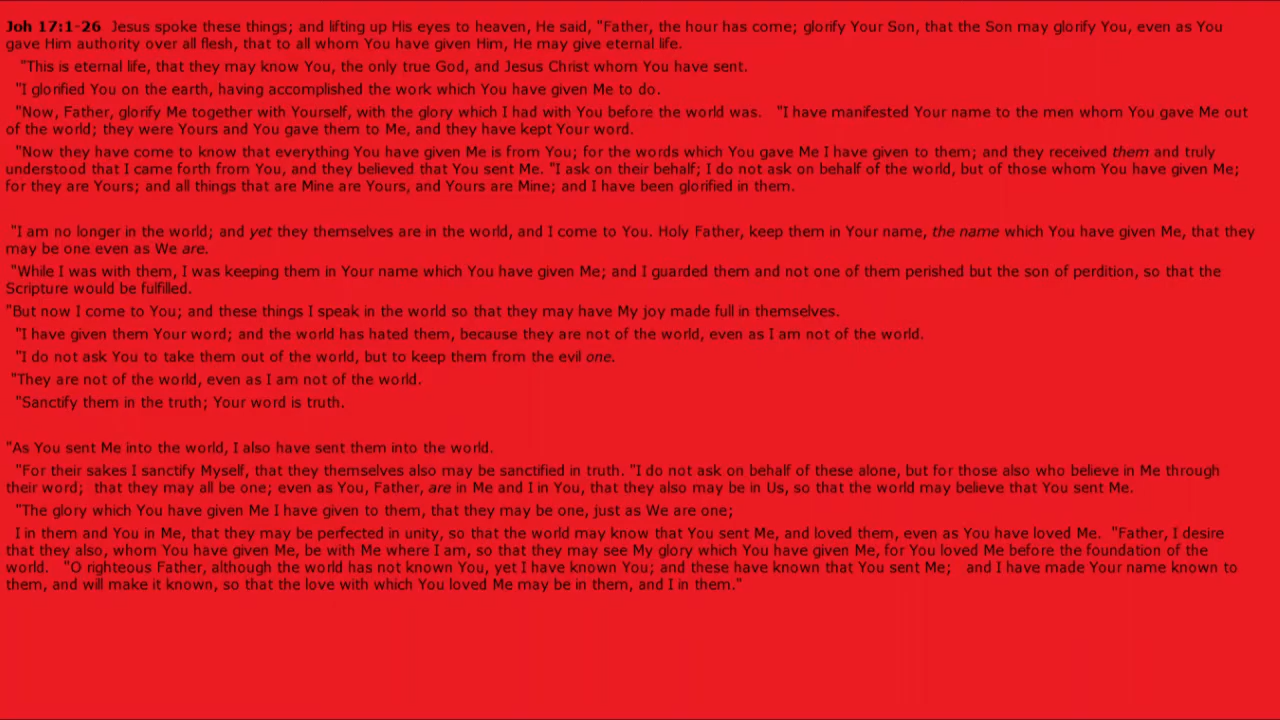 Joh 17:1-26 Jesus spoke these things; and lifting up His eyes to heaven, He said, "Father, the hour has come; glorify Your Son, that the Son may glorify You, even as You
gave Him authority over all flesh, that to all whom You have given Him, He may give eternal life.
"This is eternal life, that they may know You, the only true God, and Jesus Christ whom You have sent.
"I glorified You on the earth, having accomplished the work which You have given Me to do.
"Now, Father, glorify Me together with Yourself, with the glory which I had with You before the world was. "I have manifested Your name to the men whom You gave Me out
of the world; they were Yours and You gave them to Me, and they have kept Your word.
"Now they have come to know that everything You have given Me is from You; for the words which You gave Me I have given to them; and they received them and truly
understood that I came forth from You, and they believed that You sent Me. "I ask on their behalf; I do not ask on behalf of the world, but of those whom You have given Me;
for they are Yours; and all things that are Mine are Yours, and Yours are Mine; and I have been glorified in them.
"I am no longer in the world; and yet they themselves are in the world, and I come to You. Holy Father, keep them in Your name, the name which You have given Me, that they
may be one even as We are.
"While I was with them, I was keeping them in Your name which You have given Me; and I guarded them and not one of them perished but the son of perdition, so that the
Scripture would be fulfilled.
"But now I come to You; and these things I speak in the world so that they may have My joy made full in themselves.
"I have given them Your word; and the world has hated them, because they are not of the world, even as I am not of the world.
"I do not ask You to take them out of the world, but to keep them from the evil one.
"They are not of the world, even as I am not of the world.
"Sanctify them in the truth; Your word is truth.
"As You sent Me into the world, I also have sent them into the world.
"For their sakes I sanctify Myself, that they themselves also may be sanctified in truth. "I do not ask on behalf of these alone, but for those also who believe in Me through
their word; that they may all be one; even as You, Father, are in Me and I in You, that they also may be in Us, so that the world may believe that You sent Me.
"The glory which You have given Me I have given to them, that they may be one, just as We are one;
I in them and You in Me, that they may be perfected in unity, so that the world may know that You sent Me, and loved them, even as You have loved Me. "Father, I desire
that they also, whom You have given Me, be with Me where I am, so that they may see My glory which You have given Me, for You loved Me before the foundation of the
world. "O righteous Father, although the world has not known You, yet I have known You; and these have known that You sent Me; and I have made Your name known to
them, and will make it known, so that the love with which You loved Me may be in them, and I in them."